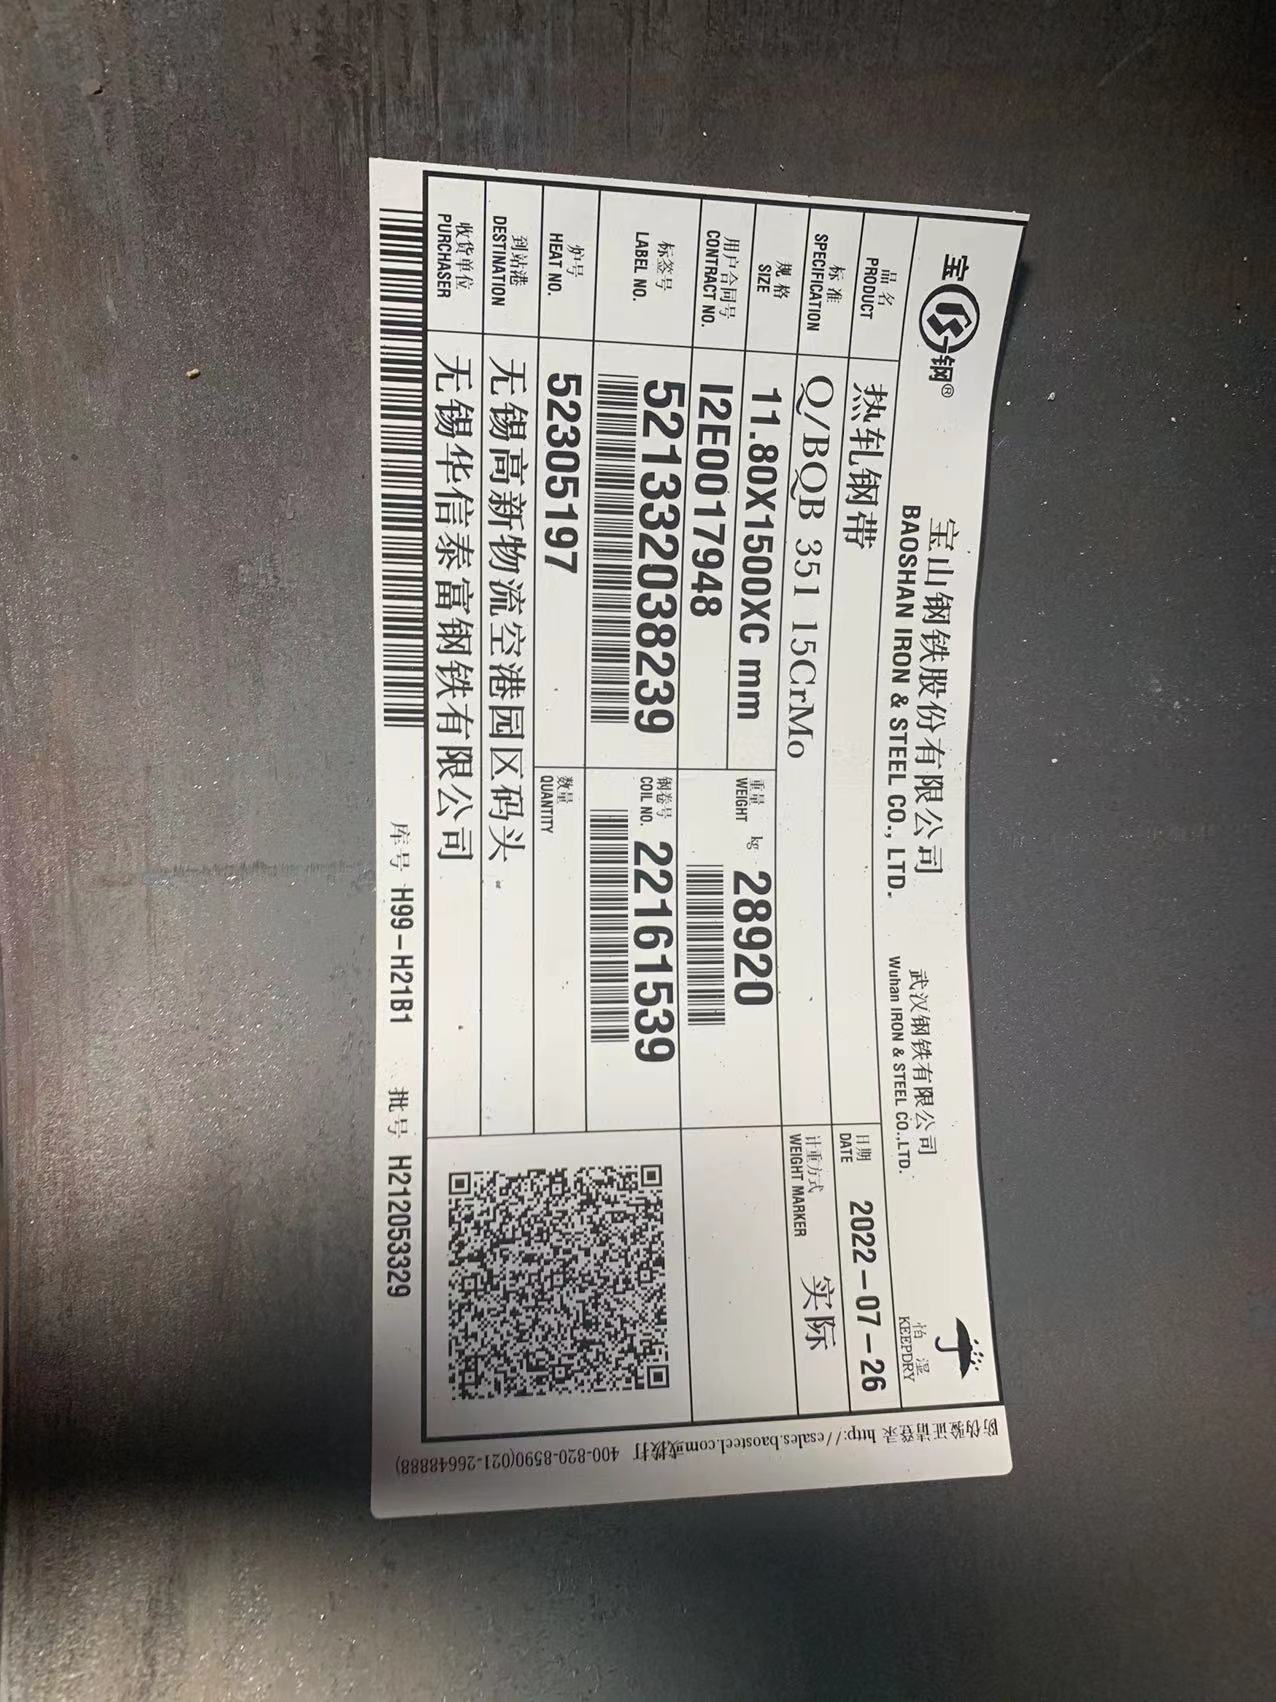 宝钢®
宝山钢铁股份有限公司
BAOSHAN IRON & STEEL CO., LTD.
武汉钢铁有限公司
Wuhan IRON & STEEL CO.,LTD.
怕湿
KEEPDRY
品名
PRODUCT
热轧钢带
日期
DATE
2022-07-26
标准
SPECIFICATION
Q/BQB 351 15CrMo
计重方式
WEIGHT MARKER
实际
规格
SIZE
11.80X1500XC mm
重量 kg
WEIGHT
28920
用户合同号
CONTRACT NO.
I2E0017948
标签号
LABEL NO.
521332038239
钢卷号
COIL NO.
22161539
炉号
HEAT NO.
52305197
数量
QUANTITY
到站港
DESTINATION
无锡高新物流空港园区码头
收货单位
PURCHASER
无锡华信泰富钢铁有限公司
库号 H99-H21B1 批号 H212053329
防伪验证请登录 http://esales.baosteel.com或拨打 400-820-8590(021-26648888)